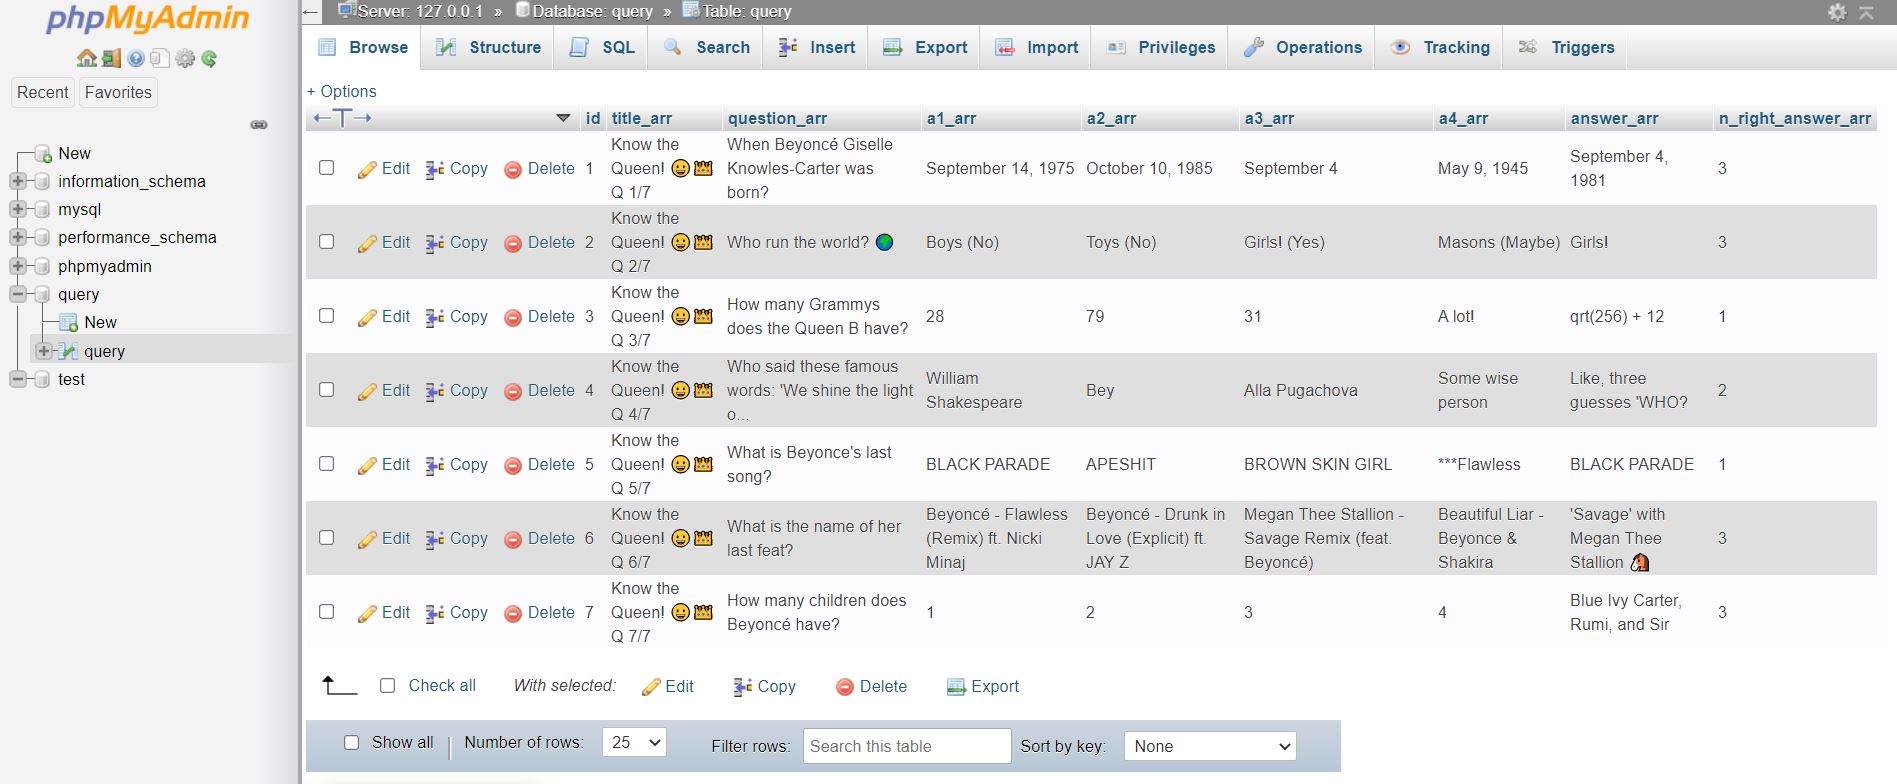 phpMyAdmin
Server: 127.0.0.1 » Database: query » Table: query
Browse Structure SQL Search Insert Export Import Privileges Operations Tracking Triggers
Recent Favorites
New
information_schema
mysql
performance_schema
phpmyadmin
query
New
query
test
+ Options
id title_arr question_arr a1_arr a2_arr a3_arr a4_arr answer_arr n_right_answer_arr
Edit Copy Delete 1 Know the Queen! 😀👑 Q 1/7 When Beyoncé Giselle Knowles-Carter was born? September 14, 1975 October 10, 1985 September 4 May 9, 1945 September 4, 1981 3
Edit Copy Delete 2 Know the Queen! 😀👑 Q 2/7 Who run the world? 🌍 Boys (No) Toys (No) Girls! (Yes) Masons (Maybe) Girls! 3
Edit Copy Delete 3 Know the Queen! 😀👑 Q 3/7 How many Grammys does the Queen B have? 28 79 31 A lot! qrt(256) + 12 1
Edit Copy Delete 4 Know the Queen! 😀👑 Q 4/7 Who said these famous words: 'We shine the light o... William Shakespeare Bey Alla Pugachova Some wise person Like, three guesses 'WHO? 2
Edit Copy Delete 5 Know the Queen! 😀👑 Q 5/7 What is Beyonce's last song? BLACK PARADE APESHIT BROWN SKIN GIRL ***Flawless BLACK PARADE 1
Edit Copy Delete 6 Know the Queen! 😀👑 Q 6/7 What is the name of her last feat? Beyoncé - Flawless (Remix) ft. Nicki Minaj Beyoncé - Drunk in Love (Explicit) ft. JAY Z Megan Thee Stallion - Savage Remix (feat. Beyoncé) Beautiful Liar - Beyonce & Shakira 'Savage' with Megan Thee Stallion 🐴 3
Edit Copy Delete 7 Know the Queen! 😀👑 Q 7/7 How many children does Beyoncé have? 1 2 3 4 Blue Ivy Carter, Rumi, and Sir 3
Check all With selected: Edit Copy Delete Export
Show all Number of rows: 25 Filter rows: Search this table Sort by key: None